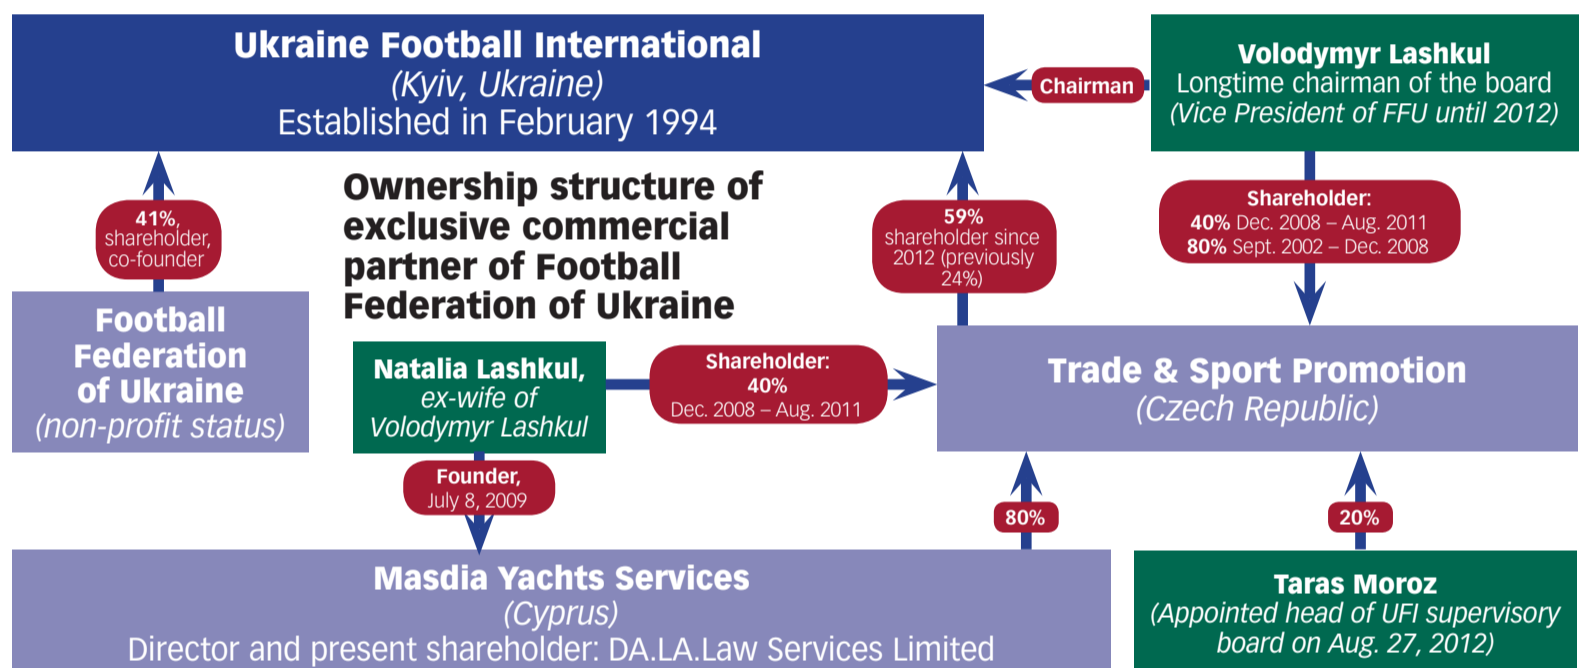 Ukraine Football International
(Kyiv, Ukraine)
Established in February 1994
Chairman
Volodymyr Lashkul
Longtime chairman of the board
(Vice President of FFU until 2012)
41%,
shareholder,
co-founder
Ownership structure of
exclusive commercial
partner of Football
Federation of Ukraine
59%
shareholder since
2012 (previously
24%)
Shareholder:
40% Dec. 2008 – Aug. 2011
80% Sept. 2002 – Dec. 2008
Football
Federation
of Ukraine
(non-profit status)
Natalia Lashkul,
ex-wife of
Volodymyr Lashkul
Shareholder:
40%
Dec. 2008 – Aug. 2011
Trade & Sport Promotion
(Czech Republic)
Founder,
July 8, 2009
80%
20%
Masdia Yachts Services
(Cyprus)
Director and present shareholder: DA.LA.Law Services Limited
Taras Moroz
(Appointed head of UFI supervisory
board on Aug. 27, 2012)